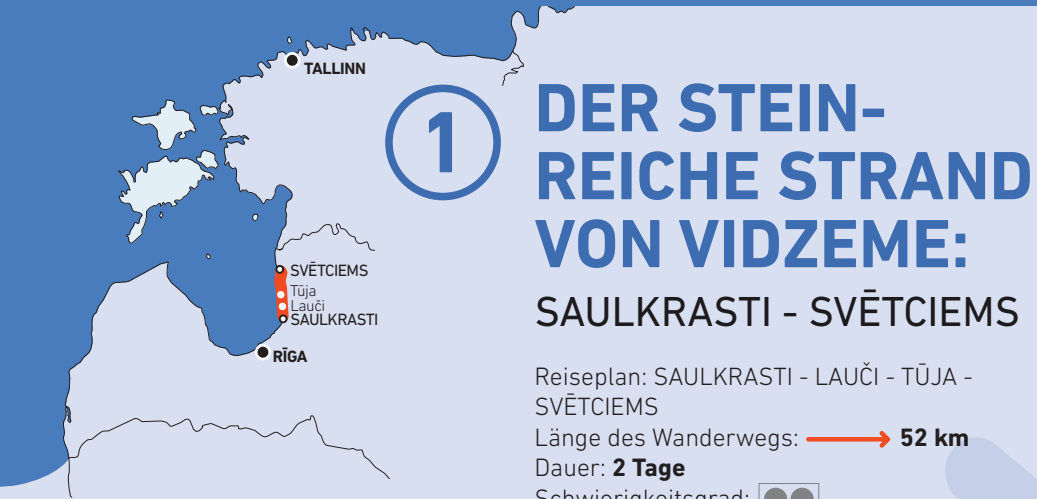 TALLINN
SVĒTCIEMS
Tūja
Lauči
SAULKRASTI
RĪGA
1
DER STEIN-
REICHE STRAND
VON VIDZEME:
SAULKRASTI - SVĒTCIEMS
Reiseplan: SAULKRASTI - LAUČI - TŪJA -
SVĒTCIEMS
Länge des Wanderwegs: 52 km
Dauer: 2 Tage
Schwierigkeitsgrad: